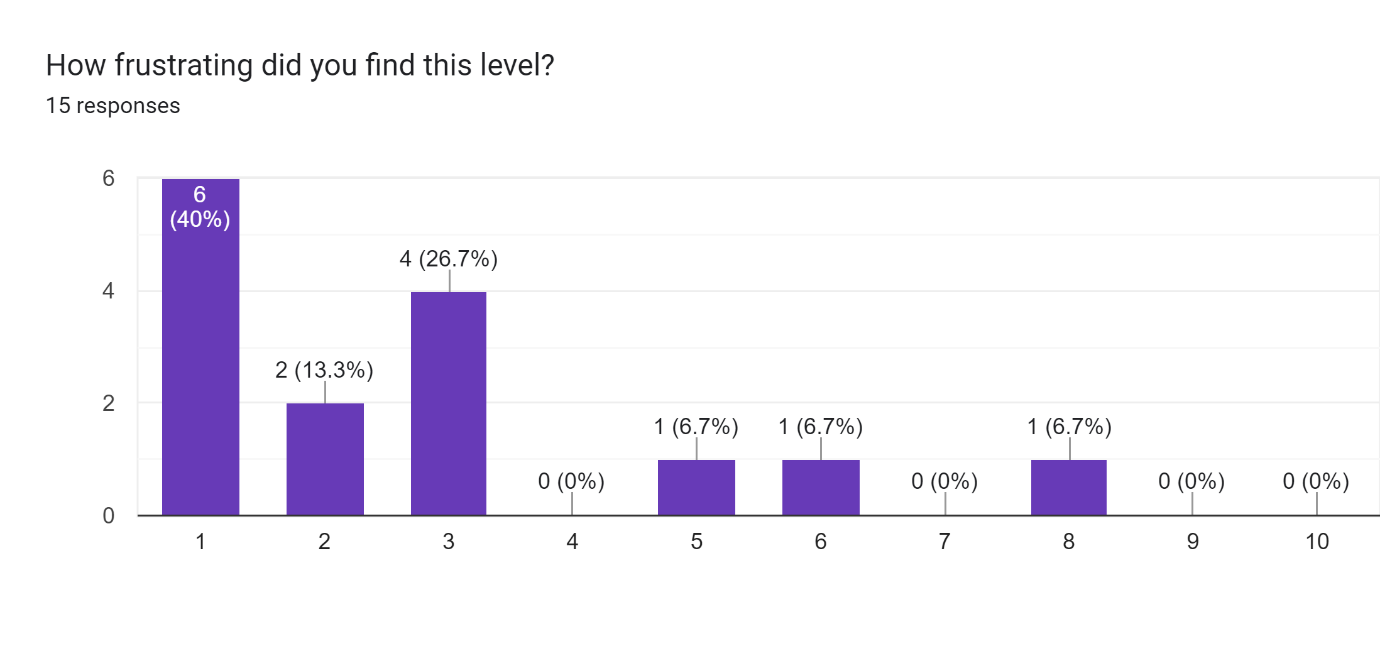 How frustrating did you find this level?
15 responses
6
6
(40%)
4 (26.7%)
4
2 (13.3%)
2
1 (6.7%) 1 (6.7%) 1 (6.7%)
0 (0%) 0 (0%) 0 (0%) 0 (0%)
0
1 2 3 4 5 6 7 8 9 10